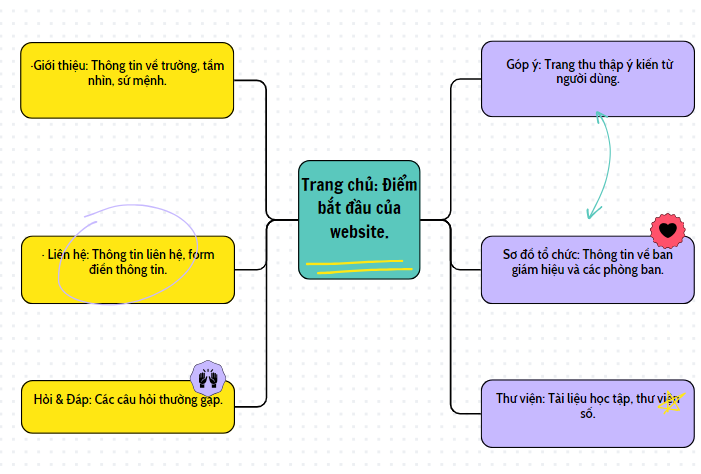 ·Giới thiệu: Thông tin về trường, tầm
nhìn, sứ mệnh.
· Liên hệ: Thông tin liên hệ, form
điền thông tin.
Hỏi & Đáp: Các câu hỏi thường gặp.
Trang chủ: Điểm
bắt đầu của
website.
Góp ý: Trang thu thập ý kiến từ
người dùng.
Sơ đồ tổ chức: Thông tin về ban
giám hiệu và các phòng ban.
Thư viện: Tài liệu học tập, thư viện
số.